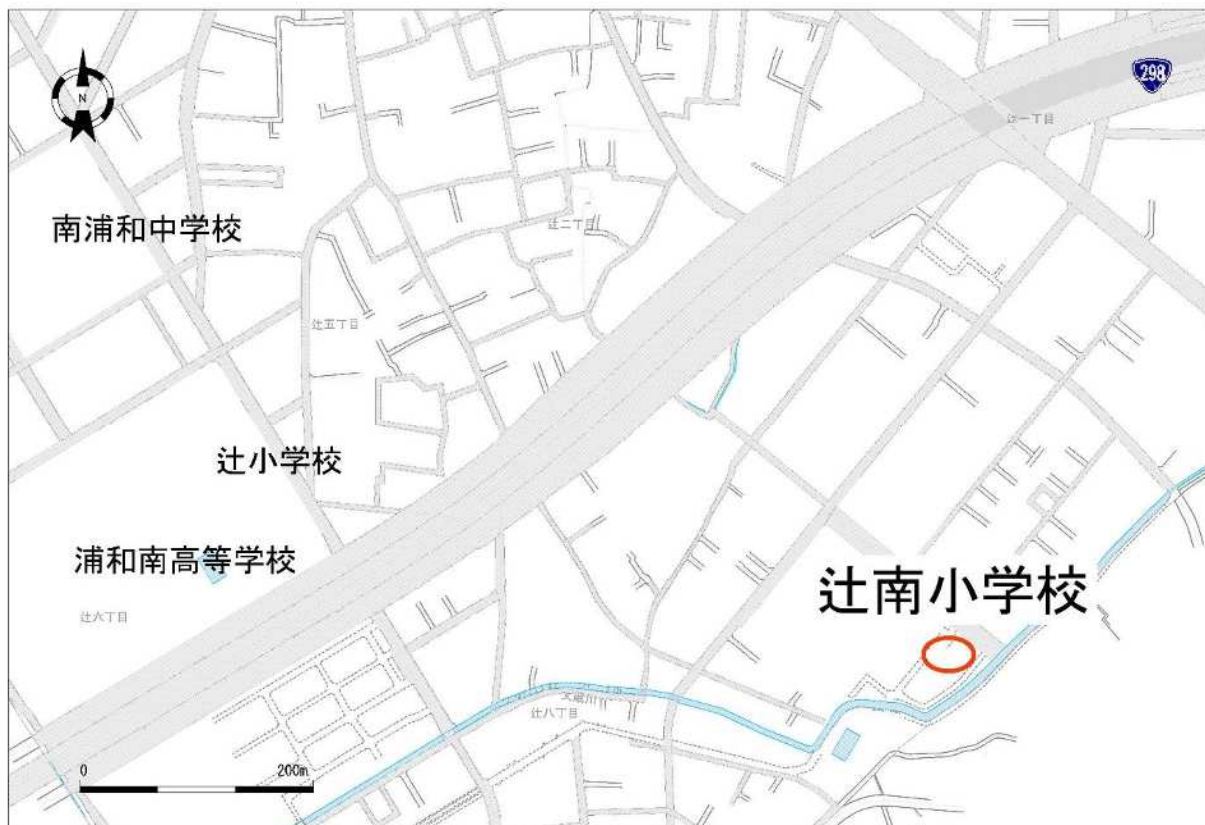 298
N
辻一丁目
南浦和中学校
辻二丁目
辻五丁目
辻小学校
浦和南高等学校
辻南小学校
辻六丁目
辻八丁目
0 200m